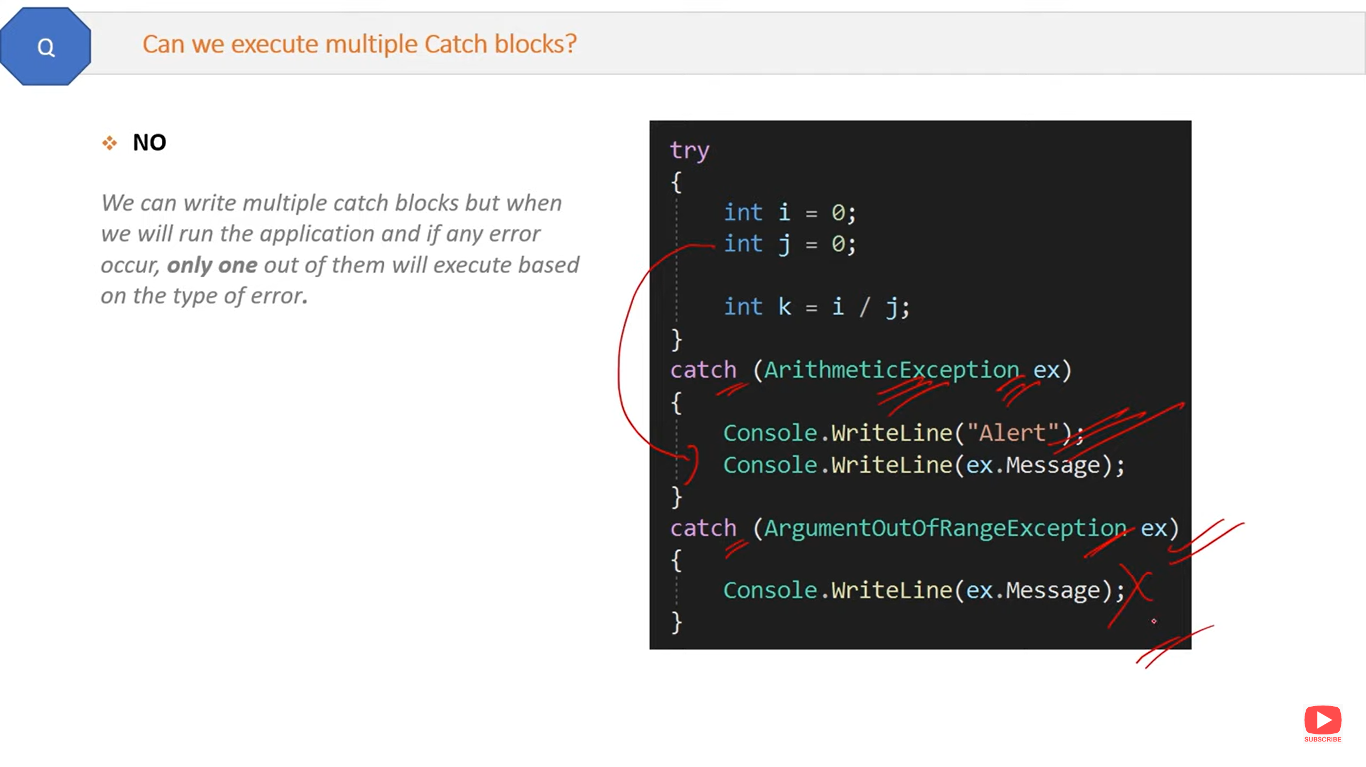 Q
Can we execute multiple Catch blocks?
❖ NO
We can write multiple catch blocks but when
we will run the application and if any error
occur, only one out of them will execute based
on the type of error.
try
{
int i = 0;
int j = 0;
int k = i / j;
}
catch (ArithmeticException ex)
{
Console.WriteLine("Alert");
Console.WriteLine(ex.Message);
}
catch (ArgumentOutOfRangeException ex)
{
Console.WriteLine(ex.Message);
}
SUBSCRIBE